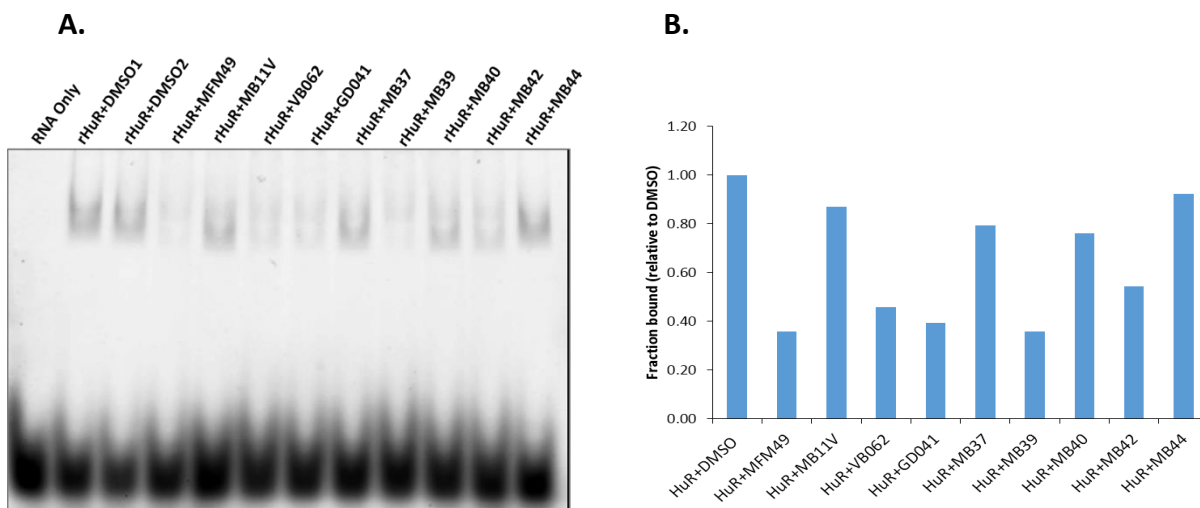 A.
RNA Only
rHuR+DMSO1
rHuR+DMSO2
rHuR+MFM49
rHuR+MB11V
rHuR+VB062
rHuR+GD041
rHuR+MB37
rHuR+MB39
rHuR+MB40
rHuR+MB42
rHuR+MB44
B.
Fraction bound (relative to DMSO)
1.20
1.00
0.80
0.60
0.40
0.20
0.00
HuR+DMSO
HuR+MFM49
HuR+MB11V
HuR+VB062
HuR+GD041
HuR+MB37
HuR+MB39
HuR+MB40
HuR+MB42
HuR+MB44